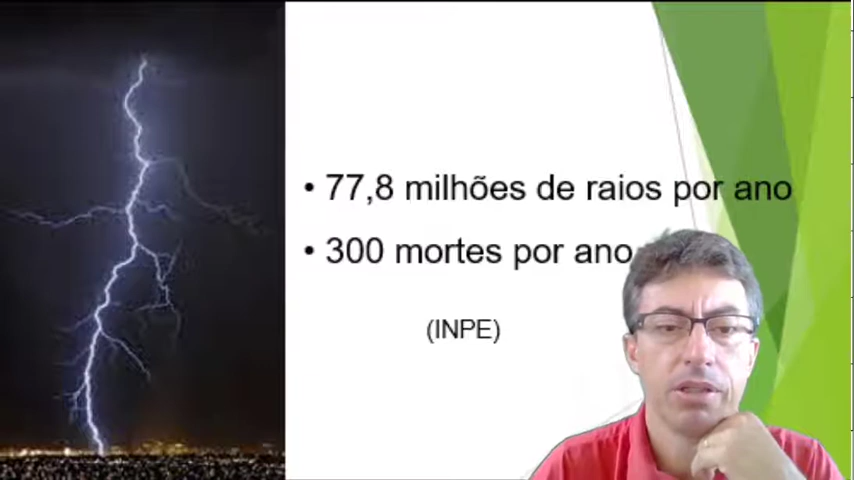 • 77,8 milhões de raios por ano
• 300 mortes por ano
(INPE)